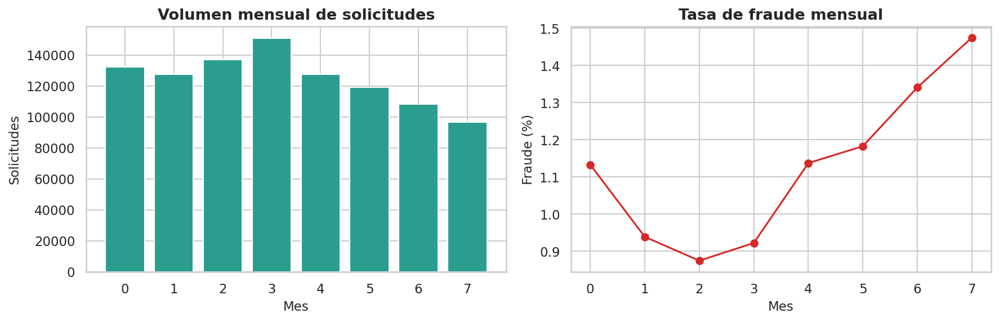 Volumen mensual de solicitudes
Solicitudes
140000
120000
100000
80000
60000
40000
20000
0
0 1 2 3 4 5 6 7
Mes
Tasa de fraude mensual
Fraude (%)
1.5
1.4
1.3
1.2
1.1
1.0
0.9
0 1 2 3 4 5 6 7
Mes